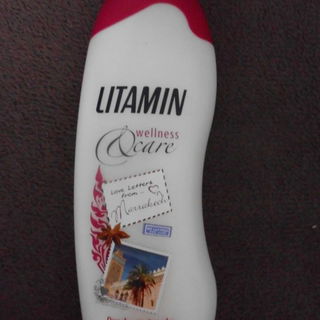 LITAMIN
wellness
& care
Love Letters
from...
Marrakech